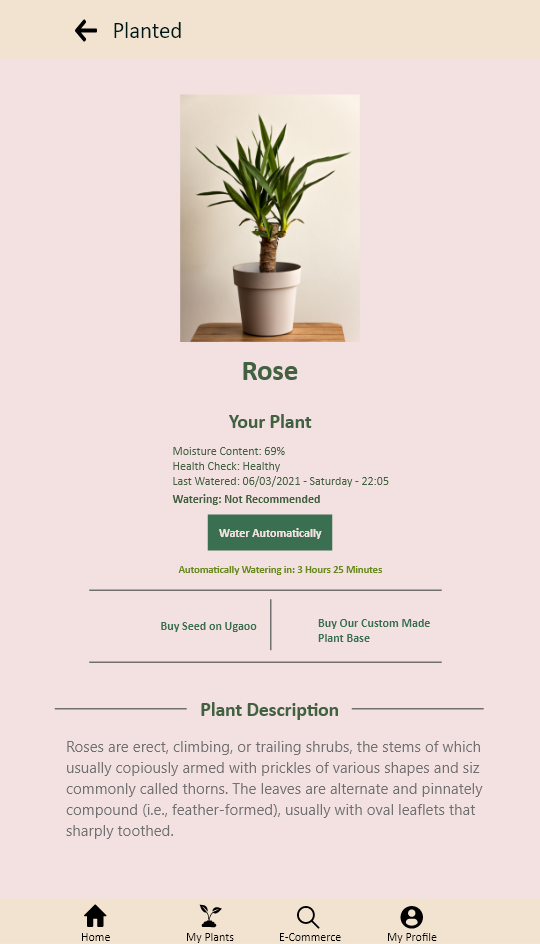 Planted
Rose
Your Plant
Moisture Content: 69%
Health Check: Healthy
Last Watered: 06/03/2021 - Saturday - 22:05
Watering: Not Recommended
Water Automatically
Automatically Watering in: 3 Hours 25 Minutes
Buy Seed on Ugaoo
Buy Our Custom Made
Plant Base
Plant Description
Roses are erect, climbing, or trailing shrubs, the stems of which
usually copiously armed with prickles of various shapes and siz
commonly called thorns. The leaves are alternate and pinnately
compound (i.e., feather-formed), usually with oval leaflets that
sharply toothed.
Home
My Plants
E-Commerce
My Profile